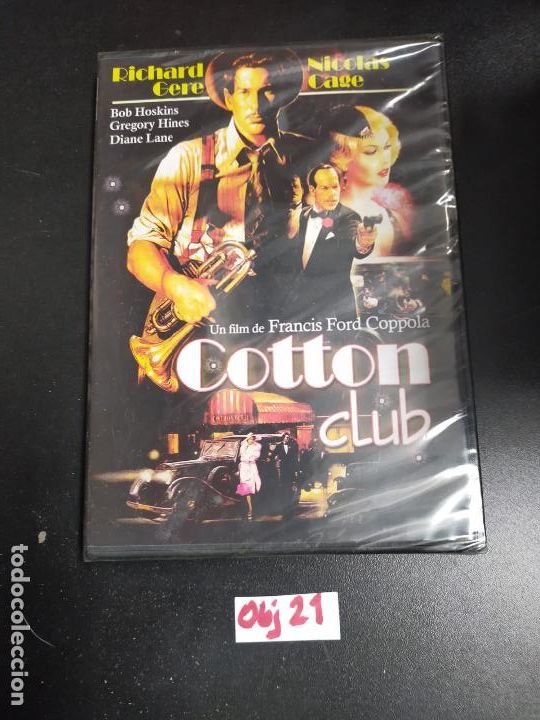 Richard
Gere
Nicolas
Cage
Bob Hoskins
Gregory Hines
Diane Lane
Un film de Francis Ford Coppola
Cotton
club
Obj 21
todocoleccion